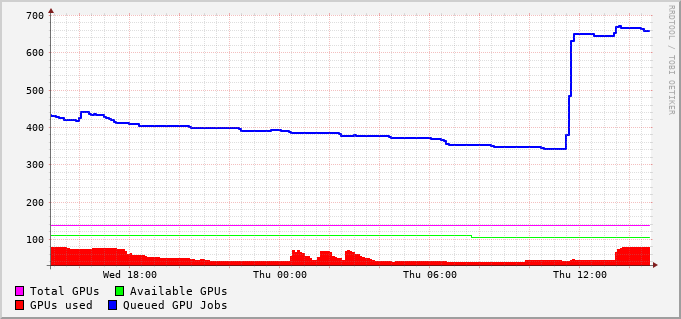 700
600
500
400
300
200
100
Wed 18:00 Thu 00:00 Thu 06:00 Thu 12:00
Total GPUs Available GPUs
GPUs used Queued GPU Jobs
RRDTOOL / TOBI OETIKER